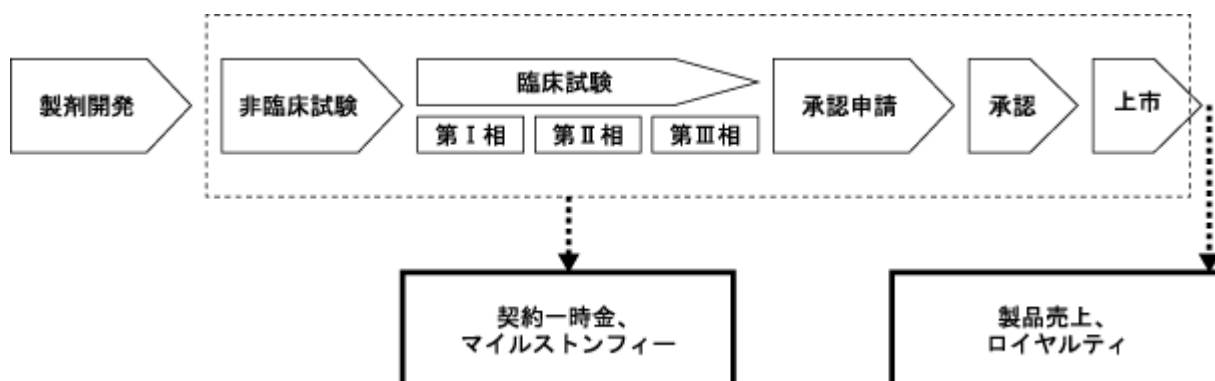 製剤開発
非臨床試験
臨床試験
第Ⅰ相
第Ⅱ相
第Ⅲ相
承認申請
承認
上市
契約一時金、
マイルストンフィー
製品売上、
ロイヤルティ